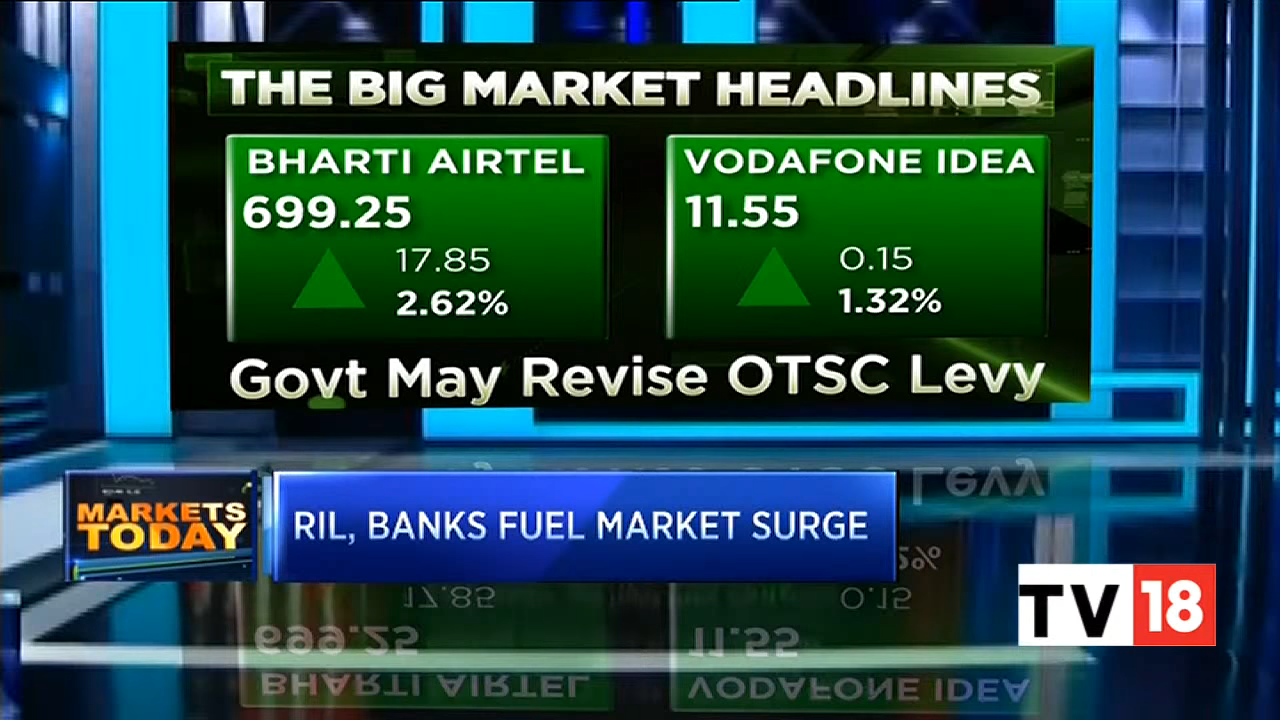 THE BIG MARKET HEADLINES
BHARTI AIRTEL
699.25
17.85
2.62%
VODAFONE IDEA
11.55
0.15
1.32%
Govt May Revise OTSC Levy
MARKETS
TODAY
RIL, BANKS FUEL MARKET SURGE
TV18